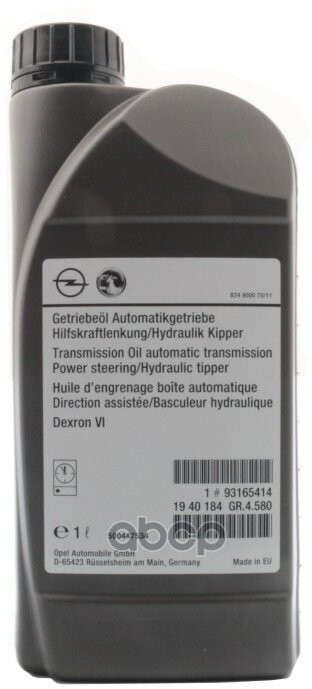 824 9000 70/11
Getriebeöl Automatikgetriebe
Hilfskraftlenkung/Hydraulik Kipper
Transmission Oil automatic transmission
Power steering/Hydraulic tipper
Huile d'engrenage boîte automatique
Direction assistée/Basculeur hydraulique
Dexron VI
1 # 93165414
19 40 184 GR.4.580
e 1 ℓ
500447534
abcp
Opel Automobile GmbH
D-65423 Rüsselsheim am Main, Germany
Made in EU